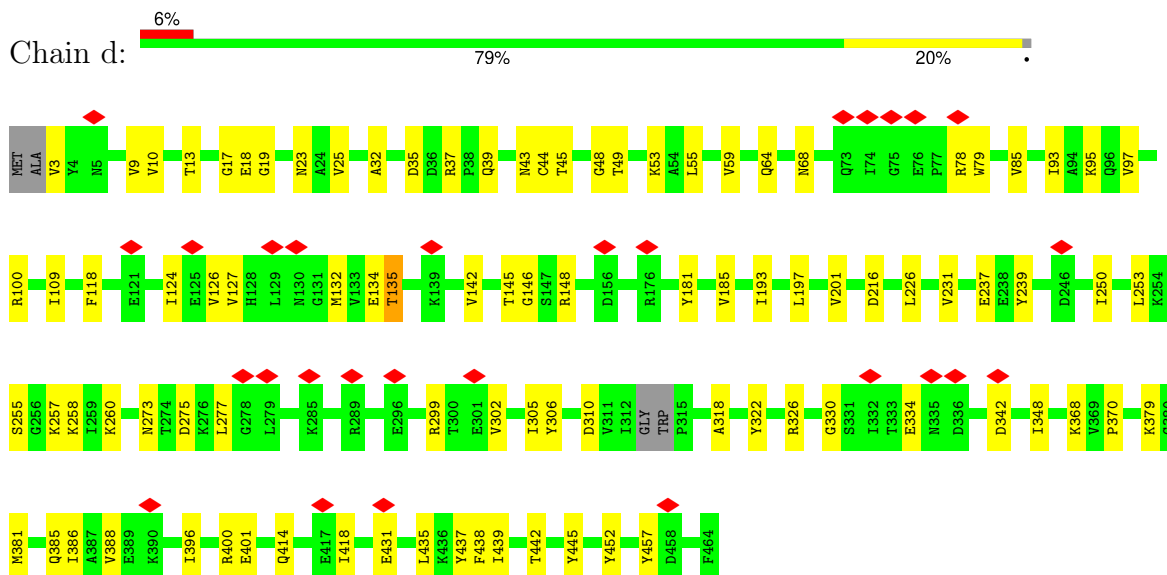 6%
Chain d:
79% 20% •
MET ALA V3 Y4 N5 V9 V10 T13 G17 E18 G19 N23 A24 V25 A32 D35 D36 R37 P38 Q39 N43 C44 T45 G48 T49 K53 A54 L55 V59 Q64 N68 Q73 I74 G75 E76 P77 R78 W79 V85 I93 A94 K95 Q96 V97
R100 I109 F118 E121 I124 E125 V126 V127 H128 L129 N130 G131 M132 V133 E134 T135 K139 V142 T145 G146 S147 R148 D156 R176 Y181 V185 I193 L197 V201 D216 L226 V231 E237 E238 Y239 D246 I250 L253 K254
S255 G256 K257 K258 I259 K260 N273 T274 D275 K276 L277 G278 L279 K285 R289 E296 R299 T300 E301 V302 I305 Y306 D310 V311 I312 GLY TRP P315 A318 Y322 R326 G330 S331 I332 T333 E334 N335 D336 D342 I348 K368 V369 P370 K379
M381 Q385 I386 A387 V388 E389 K390 I396 R400 E401 Q414 E417 I418 E431 L435 K436 Y437 F438 I439 T442 Y445 Y452 Y457 D458 F464